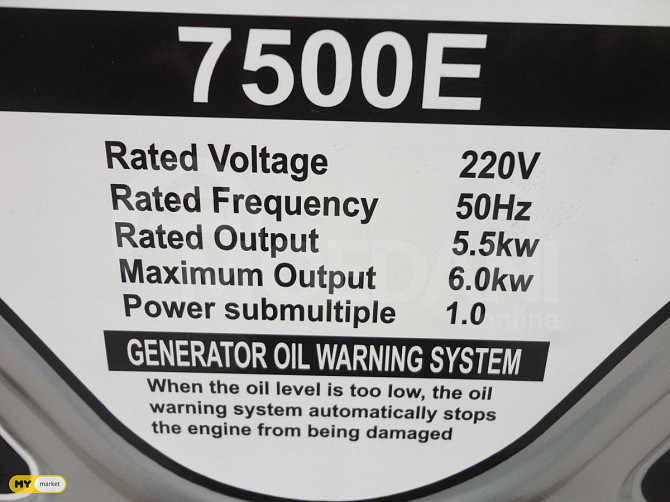 7500E
Rated Voltage 220V
Rated Frequency 50Hz
Rated Output 5.5kw
Maximum Output 6.0kw
Power submultiple 1.0
online
GENERATOR OIL WARNING SYSTEM
When the oil level is too low, the oil
warning system automatically stops
the engine from being damaged
MY market